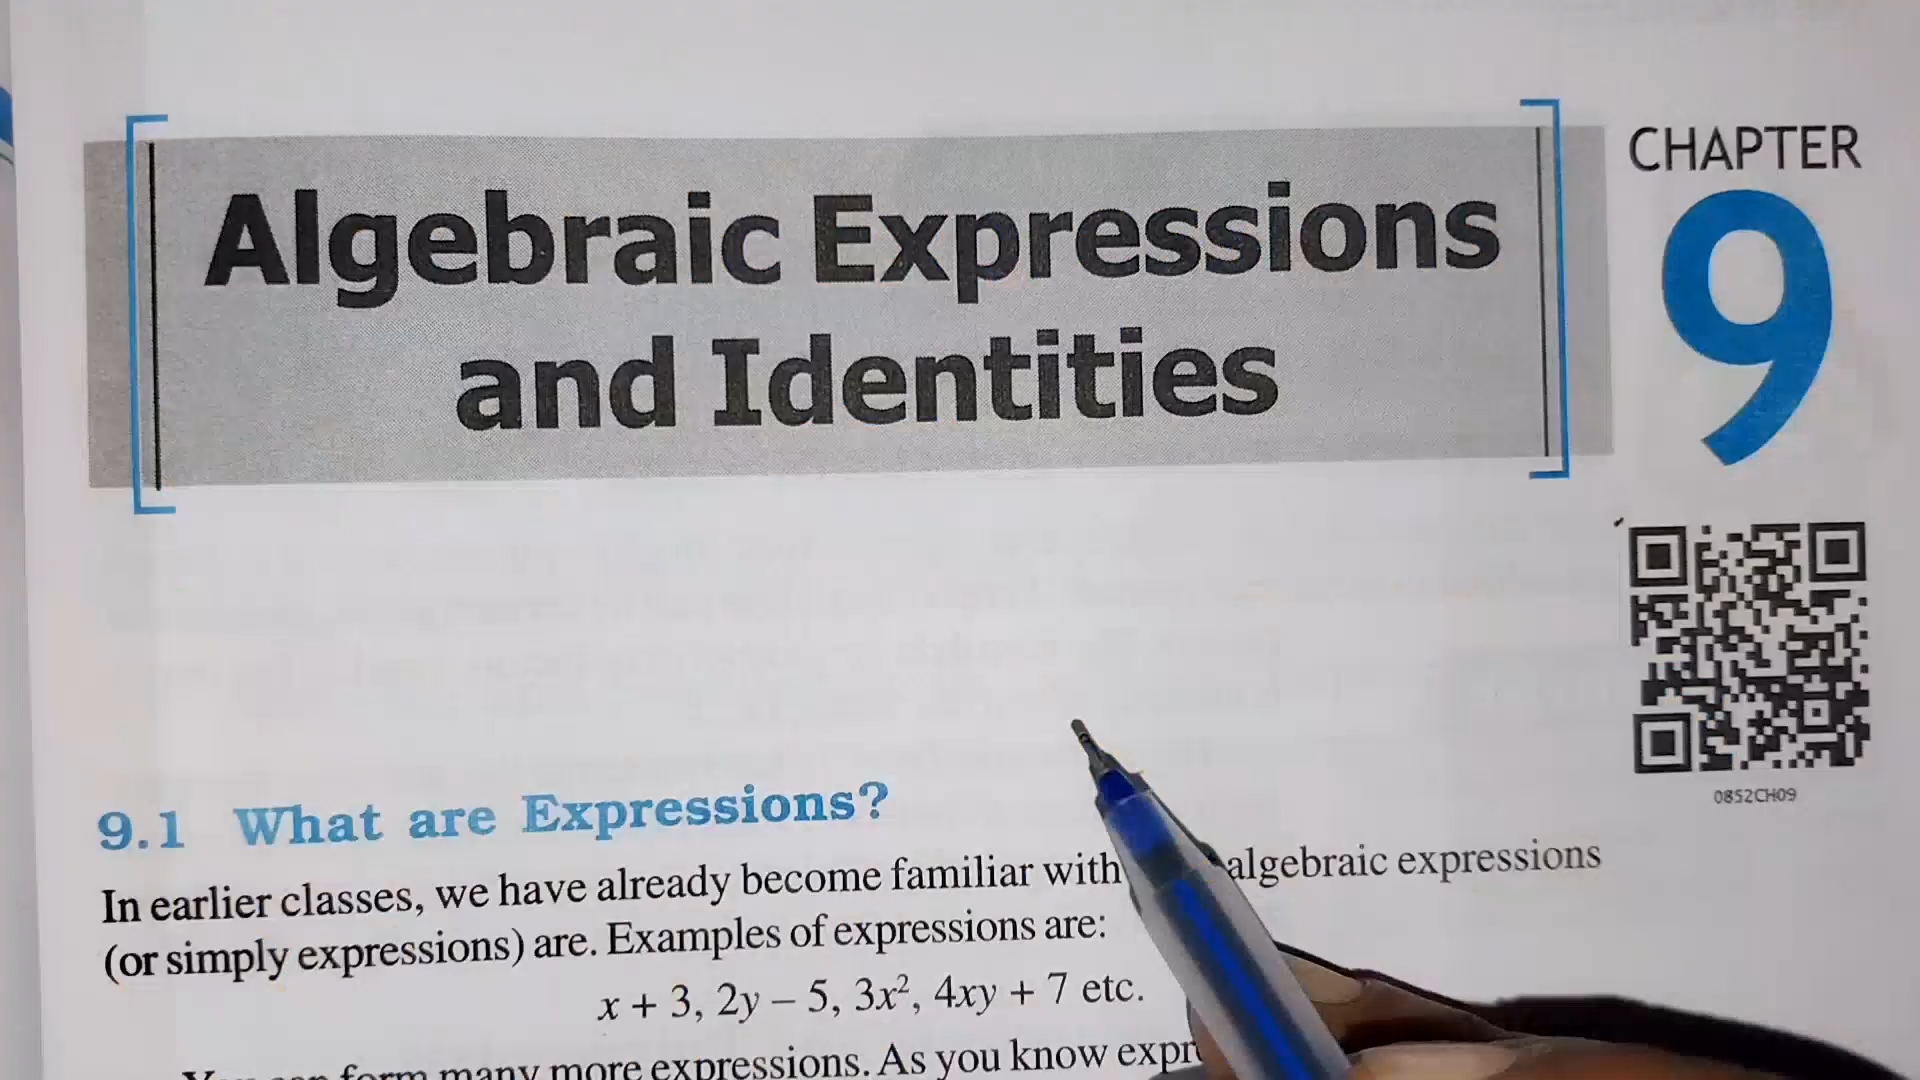 Algebraic Expressions
and Identities
CHAPTER
9
0852CH09
9.1 What are Expressions?
In earlier classes, we have already become familiar with algebraic expressions
(or simply expressions) are. Examples of expressions are:
x + 3, 2y – 5, 3x², 4xy + 7 etc.
can form many more expressions. As you know